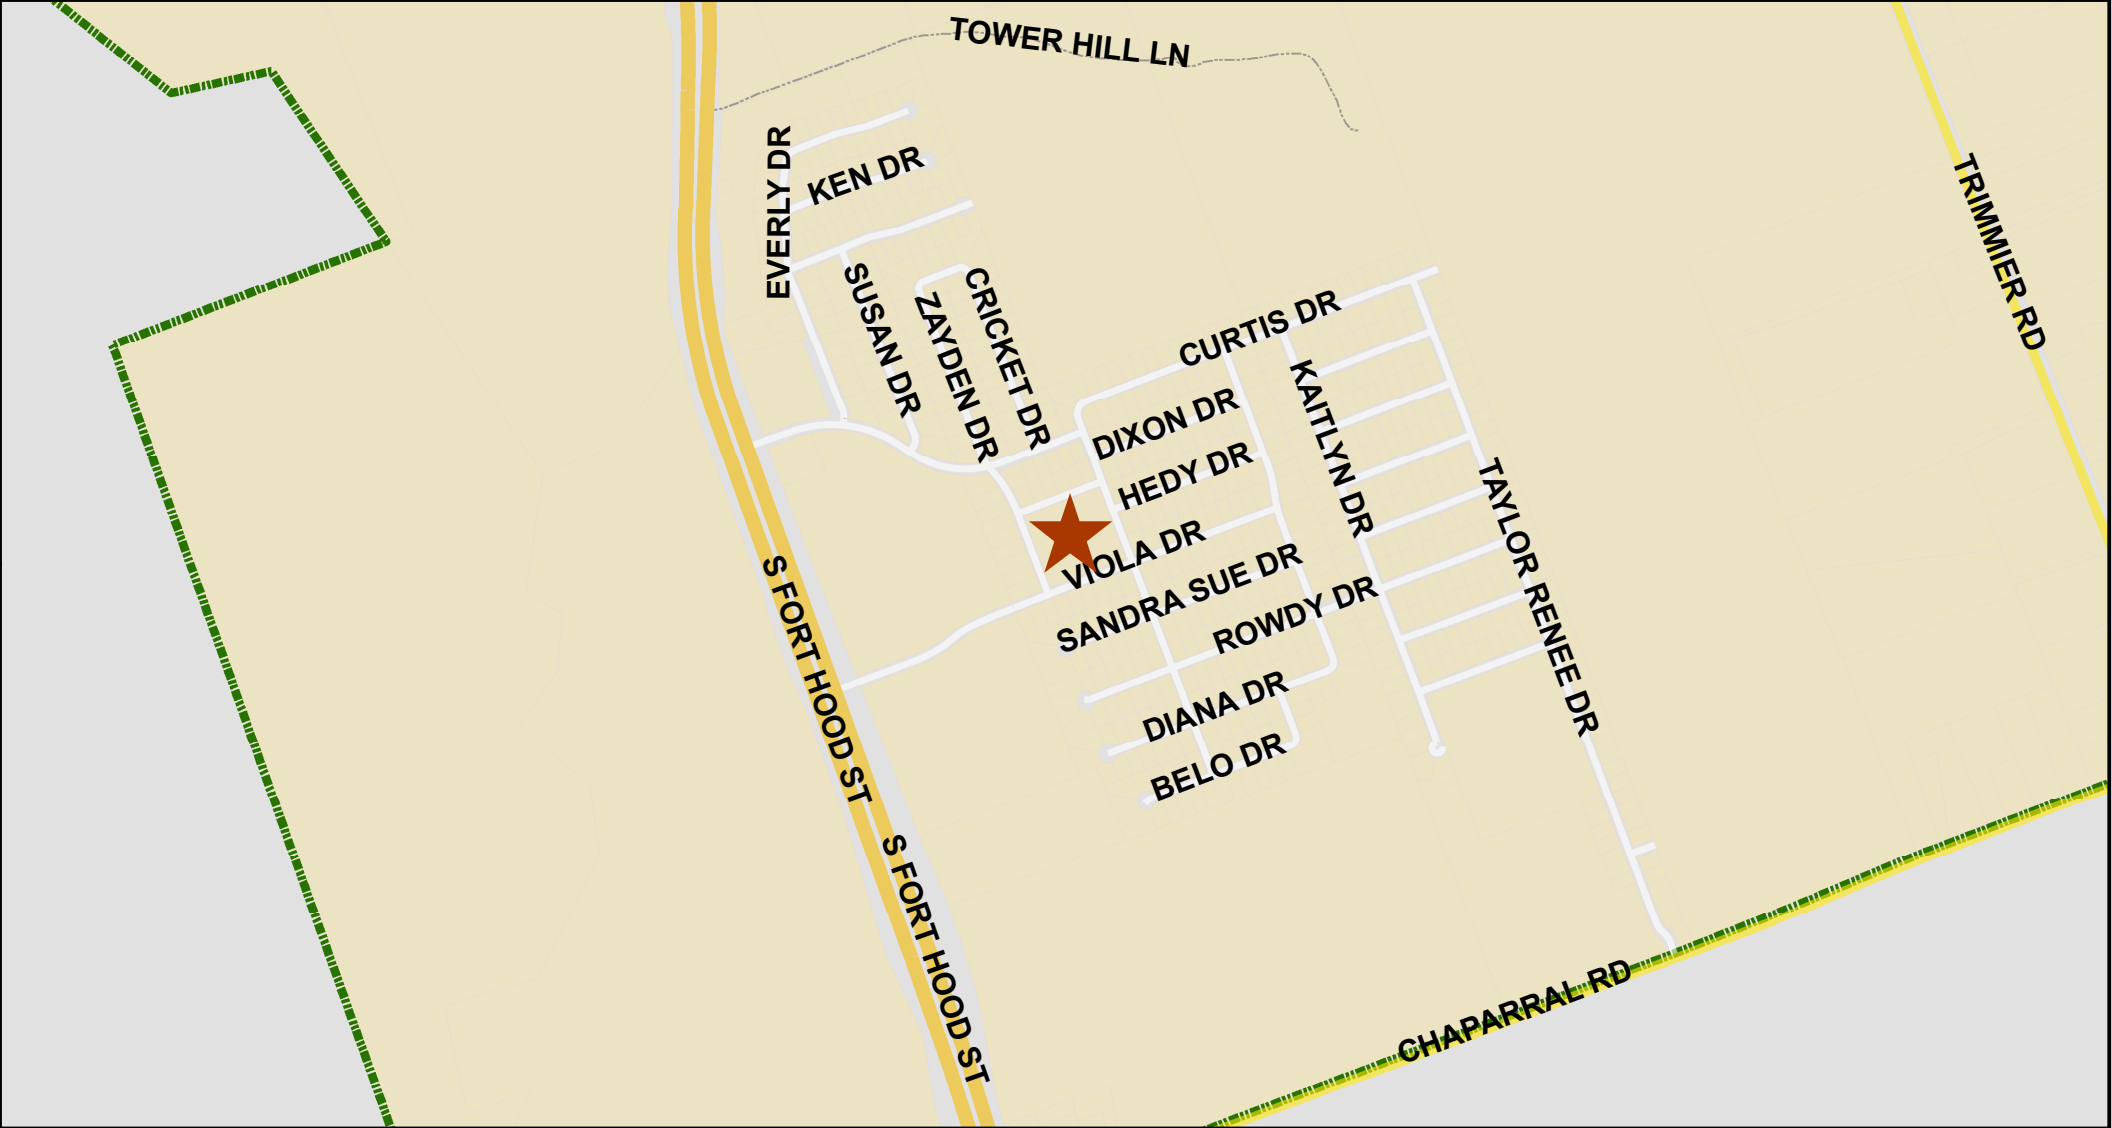 TOWER HILL LN
EVERLY DR
KEN DR
TRIMMIER RD
SUSAN DR
ZAYDEN DR
CRICKET DR
CURTIS DR
DIXON DR
KAITLYN DR
HEDY DR
TAYLOR RENEE DR
VIOLA DR
SANDRA SUE DR
ROWDY DR
S FORT HOOD ST
DIANA DR
BELO DR
S FORT HOOD ST
CHAPARRAL RD